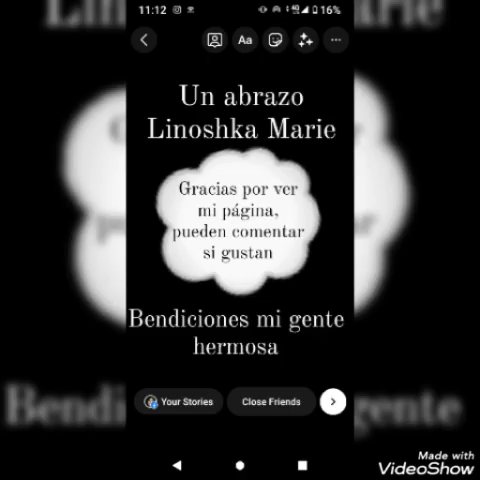 11:12
16%
Aa
Un abrazo
Linoshka Marie
Gracias por ver
mi página,
pueden comentar
si gustan
Bendiciones mi gente
hermosa
Your Stories
Close Friends
Made with
VideoShow